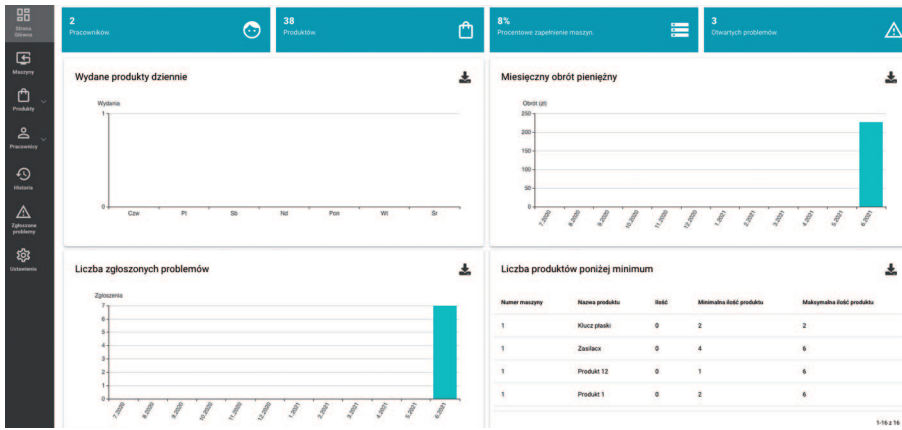 Strona
Główna
Maszyny
Produkty
Pracownicy
Historia
Zgłoszone
problemy
Ustawienia
2
Pracowników.
38
Produktów.
8%
Procentowe zapełnienie maszyn.
3
Otwartych problemów.
Wydane produkty dziennie
Wydania
1
0
Czw
Pt
Sb
Nd
Pon
Wt
Śr
Miesięczny obrót pieniężny
Obrót (zł)
250
200
150
100
50
0
7.2020
8.2020
9.2020
10.2020
11.2020
12.2020
1.2021
2.2021
3.2021
4.2021
5.2021
6.2021
Liczba zgłoszonych problemów
Zgłoszenia
7
6
5
4
3
2
1
0
7.2020
8.2020
9.2020
10.2020
11.2020
12.2020
1.2021
2.2021
3.2021
4.2021
5.2021
6.2021
Liczba produktów poniżej minimum
Numer maszyny Nazwa produktu Ilość Minimalna ilość produktu Maksymalna ilość produktu
1 Klucz płaski 0 2 2
1 Zasilacx 0 4 6
1 Produkt 12 0 1 6
1 Produkt 1 0 2 6
1-16 z 16